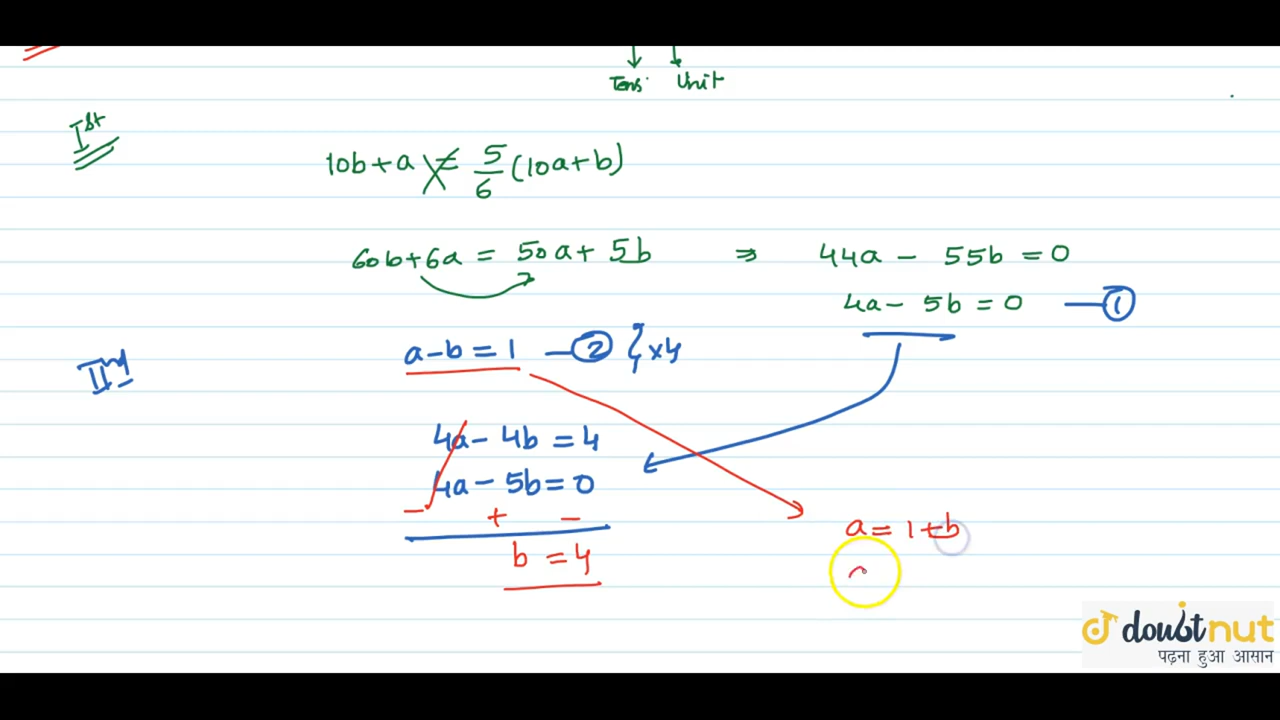 Tens Unit
Ist
10b+a = 5/6 (10a+b)
60b+6a = 50a+ 5b ⇒ 44a - 55b = 0
4a- 5b = 0 — ①
IInd
a-b = 1 — ② { ×4
4a- 4b = 4
4a- 5b= 0
- + -
b = 4
a = 1+b
doubtnut
पढ़ना हुआ आसान